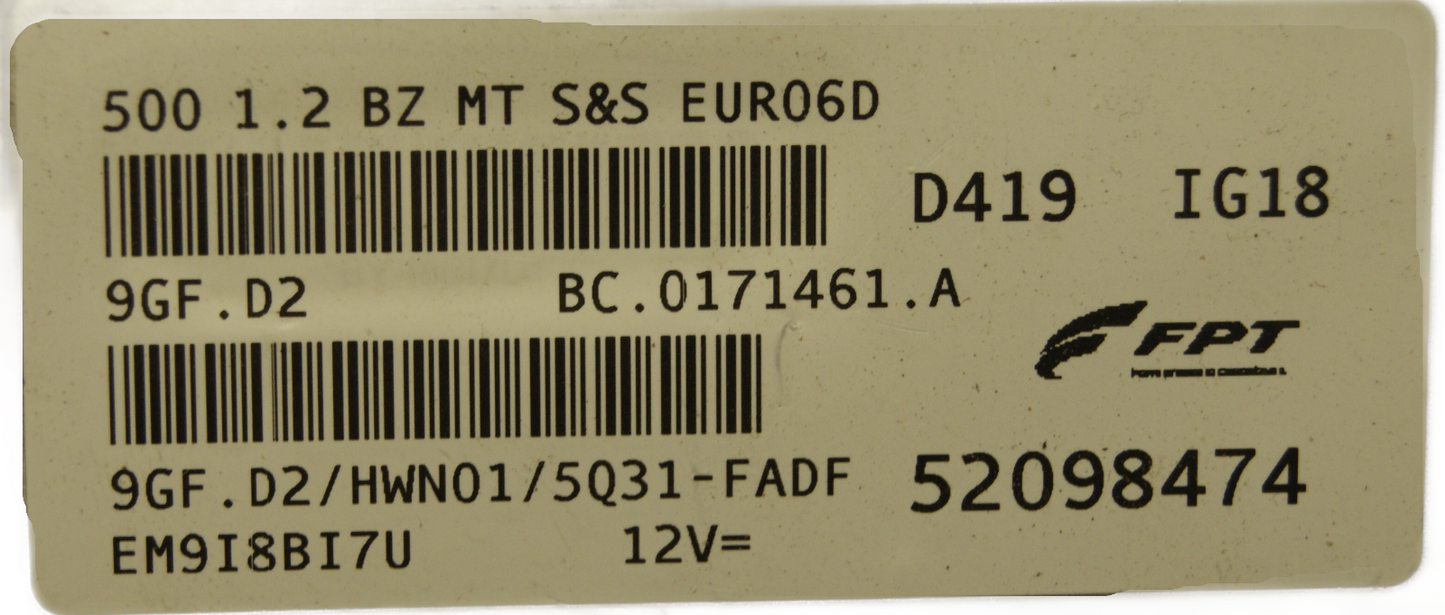 500 1.2 BZ MT S&S EURO6D
D419 IG18
9GF.D2 BC.0171461.A
FPT
9GF.D2/HWN01/5Q31-FADF 52098474
EM9I8BI7U 12V=